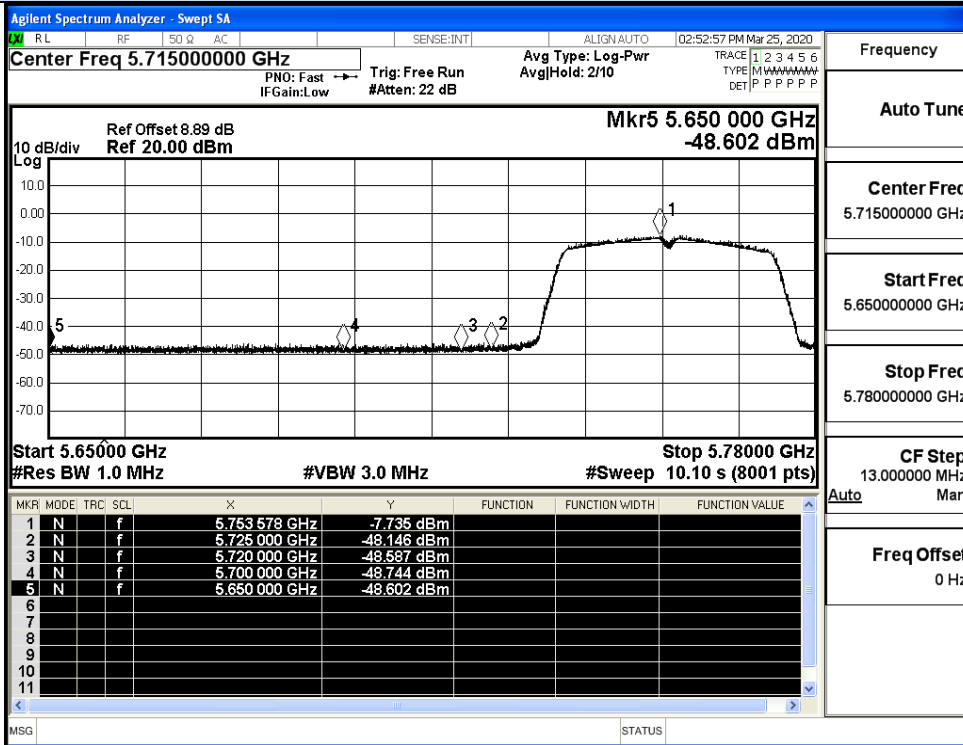 Agilent Spectrum Analyzer - Swept SA
LXI RL RF 50 Ω AC SENSE:INT ALIGN AUTO 02:52:57 PM Mar 25, 2020
Center Freq 5.715000000 GHz
PNO: Fast
IFGain:Low
Trig: Free Run
#Atten: 22 dB
Avg Type: Log-Pwr
Avg|Hold: 2/10
TRACE 1 2 3 4 5 6
TYPE M W W W W W
DET P P P P P P
Ref Offset 8.89 dB
Ref 20.00 dBm
Mkr5 5.650 000 GHz
-48.602 dBm
10 dB/div
Log
10.0
0.00
-10.0
-20.0
-30.0
-40.0
-50.0
-60.0
-70.0
1
5 4 3 2
Start 5.65000 GHz Stop 5.78000 GHz
#Res BW 1.0 MHz #VBW 3.0 MHz #Sweep 10.10 s (8001 pts)
MKR MODE TRC SCL X Y FUNCTION FUNCTION WIDTH FUNCTION VALUE
1 N f 5.753 578 GHz -7.735 dBm
2 N f 5.725 000 GHz -48.146 dBm
3 N f 5.720 000 GHz -48.587 dBm
4 N f 5.700 000 GHz -48.744 dBm
5 N f 5.650 000 GHz -48.602 dBm
6
7
8
9
10
11
MSG STATUS
Frequency
Auto Tune
Center Freq
5.715000000 GHz
Start Freq
5.650000000 GHz
Stop Freq
5.780000000 GHz
CF Step
13.000000 MHz
Auto Man
Freq Offset
0 Hz